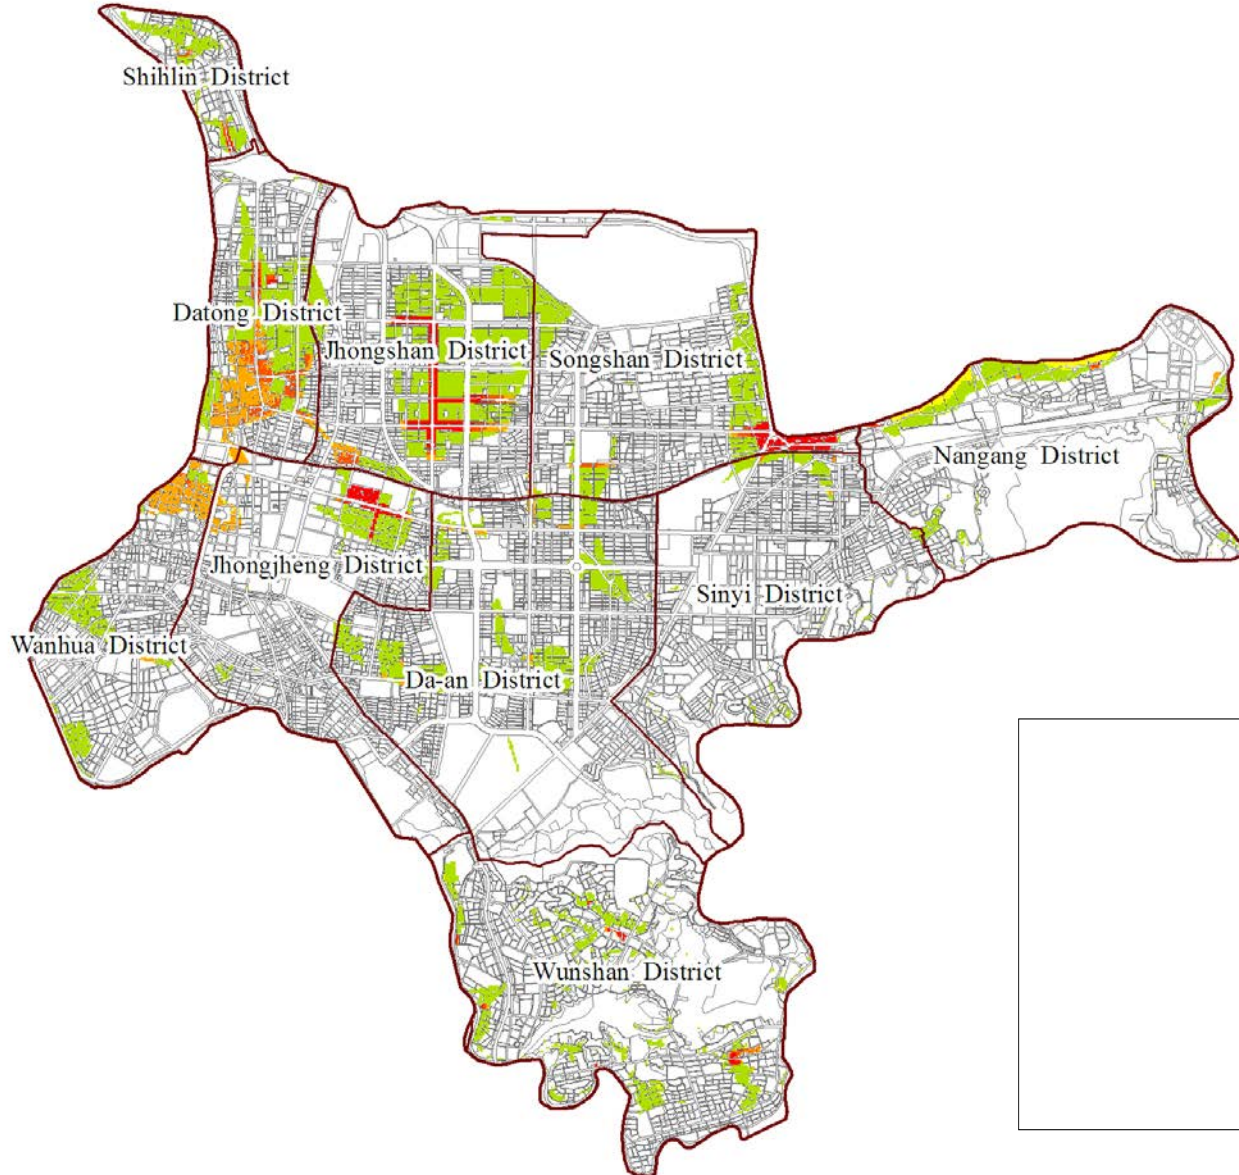 Shihlin District
Datong District
Jhongshan District
Songshan District
Nangang District
Jhongjheng District
Sinyi District
Wanhua District
Da-an District
Wunshan District